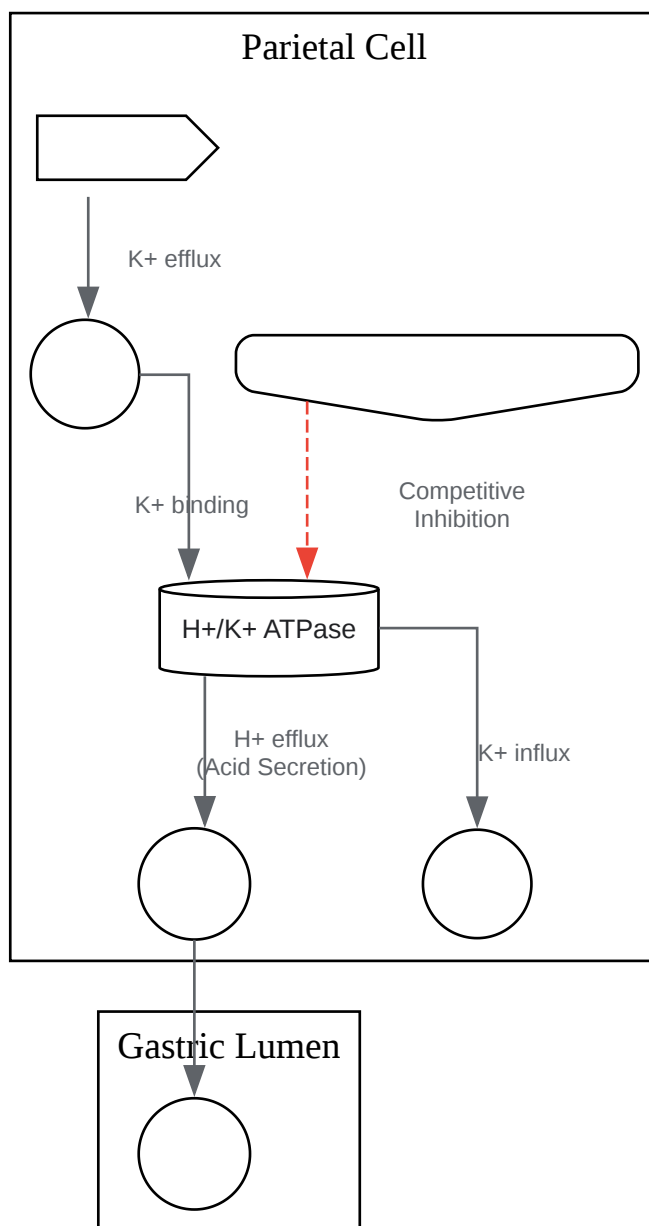 Parietal Cell
K+ efflux
K+ binding
Competitive
Inhibition
H+/K+ ATPase
H+ efflux
(Acid Secretion)
K+ influx
Gastric Lumen